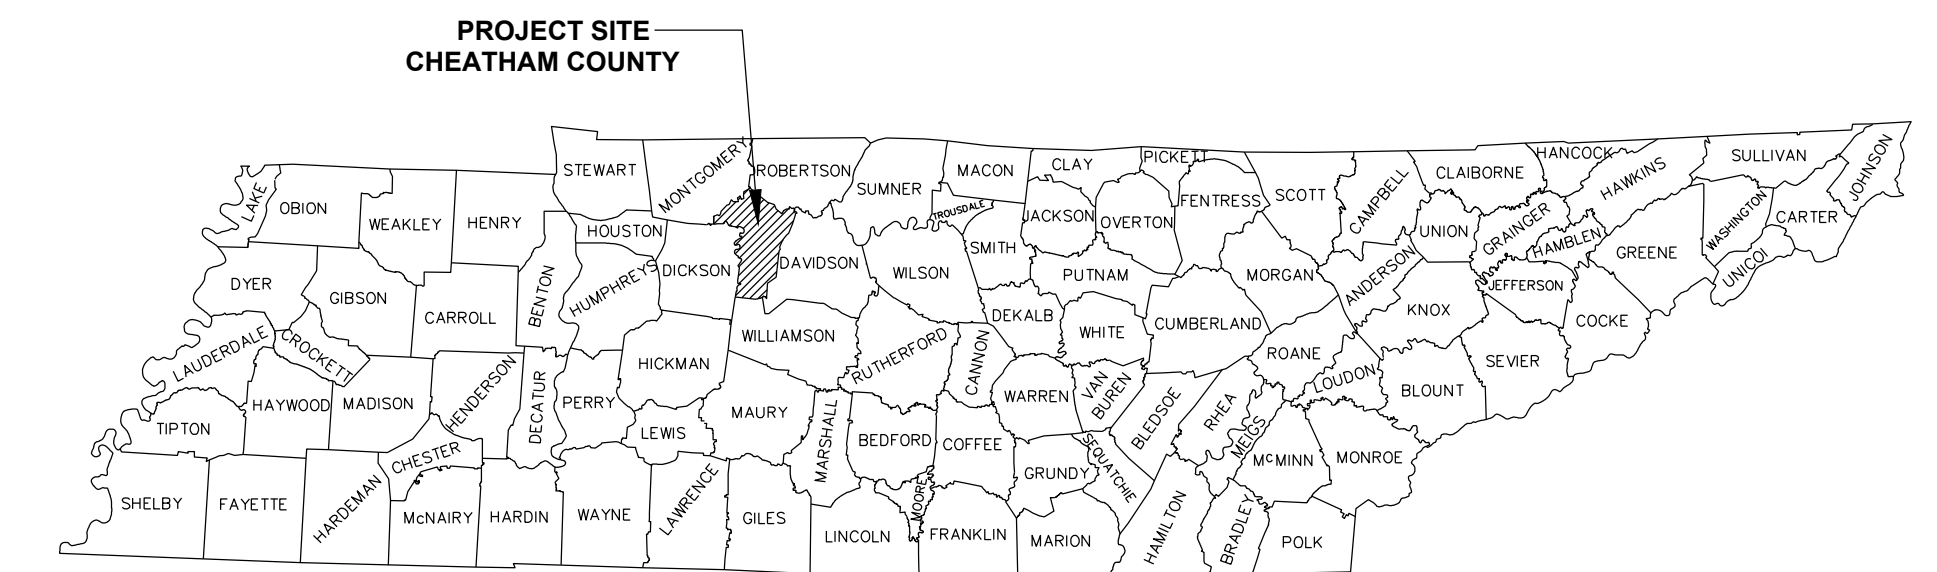 PROJECT SITE
CHEATHAM COUNTY
LAKE
OBION
WEAKLEY
HENRY
STEWART
MONTGOMERY
ROBERTSON
SUMNER
MACON
CLAY
PICKETT
FENTRESS
SCOTT
CAMPBELL
CLAIBORNE
HANCOCK
HAWKINS
SULLIVAN
JOHNSON
HOUSTON
TROUSDALE
JACKSON
OVERTON
UNION
GRAINGER
HAMBLEN
GREENE
WASHINGTON
CARTER
UNICOI
DYER
GIBSON
CARROLL
BENTON
HUMPHREYS
DICKSON
DAVIDSON
WILSON
SMITH
PUTNAM
MORGAN
ANDERSON
JEFFERSON
COCKE
LAUDERDALE
CROCKETT
HENDERSON
DECATUR
PERRY
HICKMAN
WILLIAMSON
RUTHERFORD
CANNON
DEKALB
WHITE
CUMBERLAND
ROANE
KNOX
LOUDON
BLOUNT
SEVIER
TIPTON
HAYWOOD
MADISON
CHESTER
LEWIS
MAURY
MARSHALL
BEDFORD
COFFEE
WARREN
VAN
BUREN
BLEDSOE
RHEA
MEIGS
McMINN
MONROE
SHELBY
FAYETTE
HARDEMAN
McNAIRY
HARDIN
WAYNE
LAWRENCE
GILES
LINCOLN
MOORE
FRANKLIN
GRUNDY
SEQUATCHIE
MARION
HAMILTON
BRADLEY
POLK